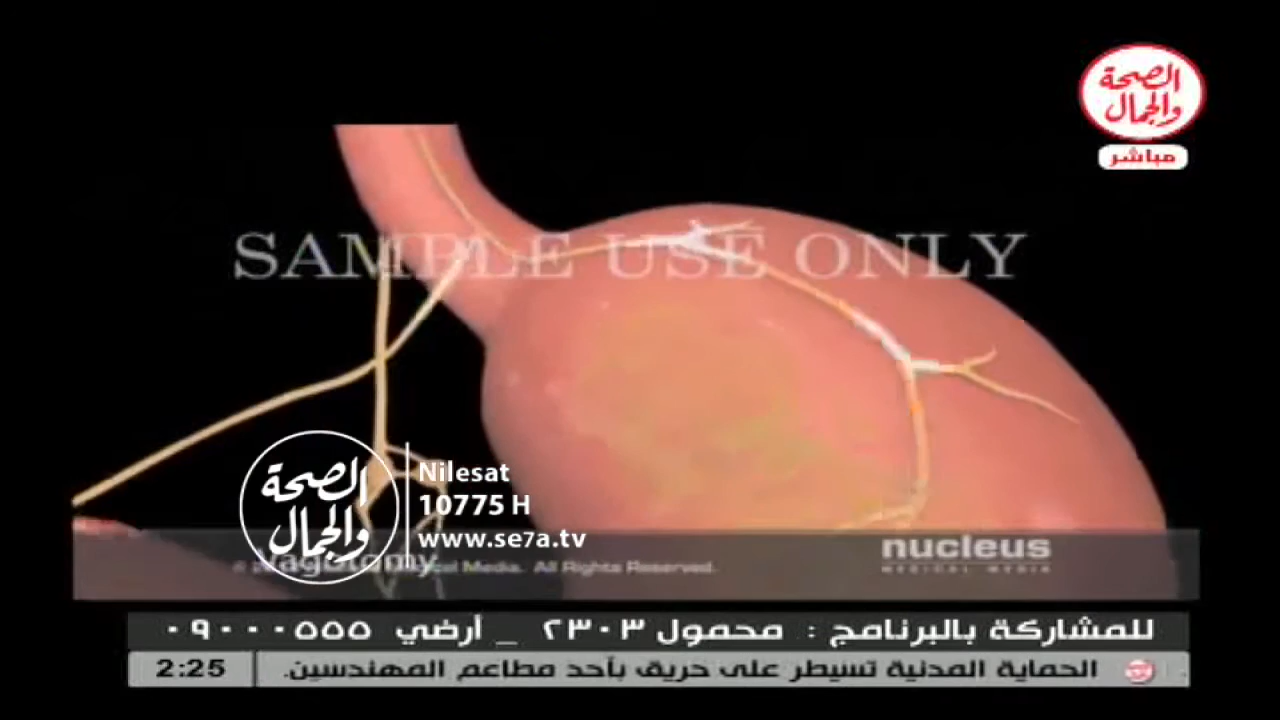 الصحة
والجمال
مباشر
SAMPLE USE ONLY
الصحة
والجمال
Nilesat
10775 H
www.se7a.tv
vagotomy
Media. All Rights Reserved.
nucleus
MEDICAL MEDIA
للمشاركة بالبرنامج : محمول ٢٣٠٣ _ أرضي ٠٩٠٠٠٥٥٥
الحماية المدنية تسيطر على حريق بأحد مطاعم المهندسين.
2:25